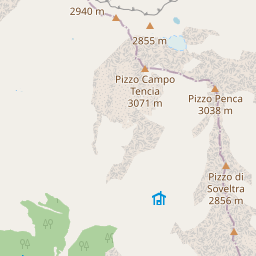 2940 m
2855 m
Pizzo Campo
Tencia
3071 m
Pizzo Penca
3038 m
Pizzo di
Soveltra
2856 m